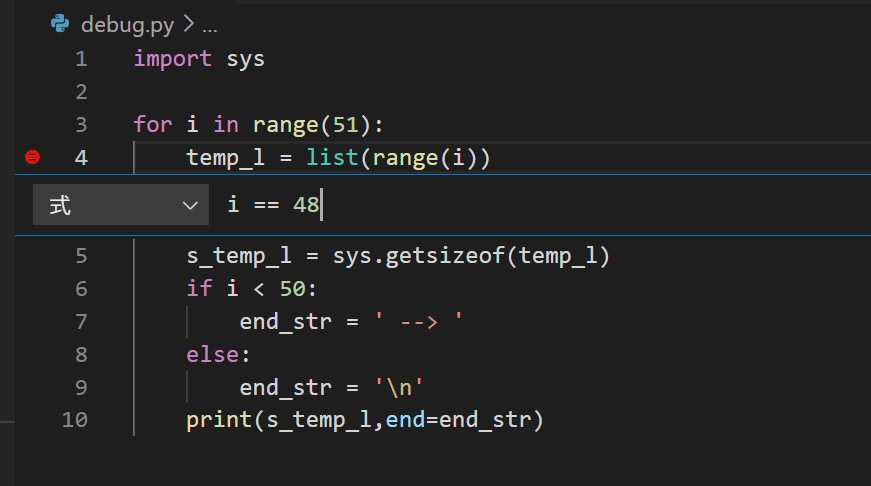 debug.py > ...
1 import sys
2
3 for i in range(51):
4 temp_l = list(range(i))
式 i == 48
5 s_temp_l = sys.getsizeof(temp_l)
6 if i < 50:
7 end_str = ' --> '
8 else:
9 end_str = '\n'
10 print(s_temp_l,end=end_str)